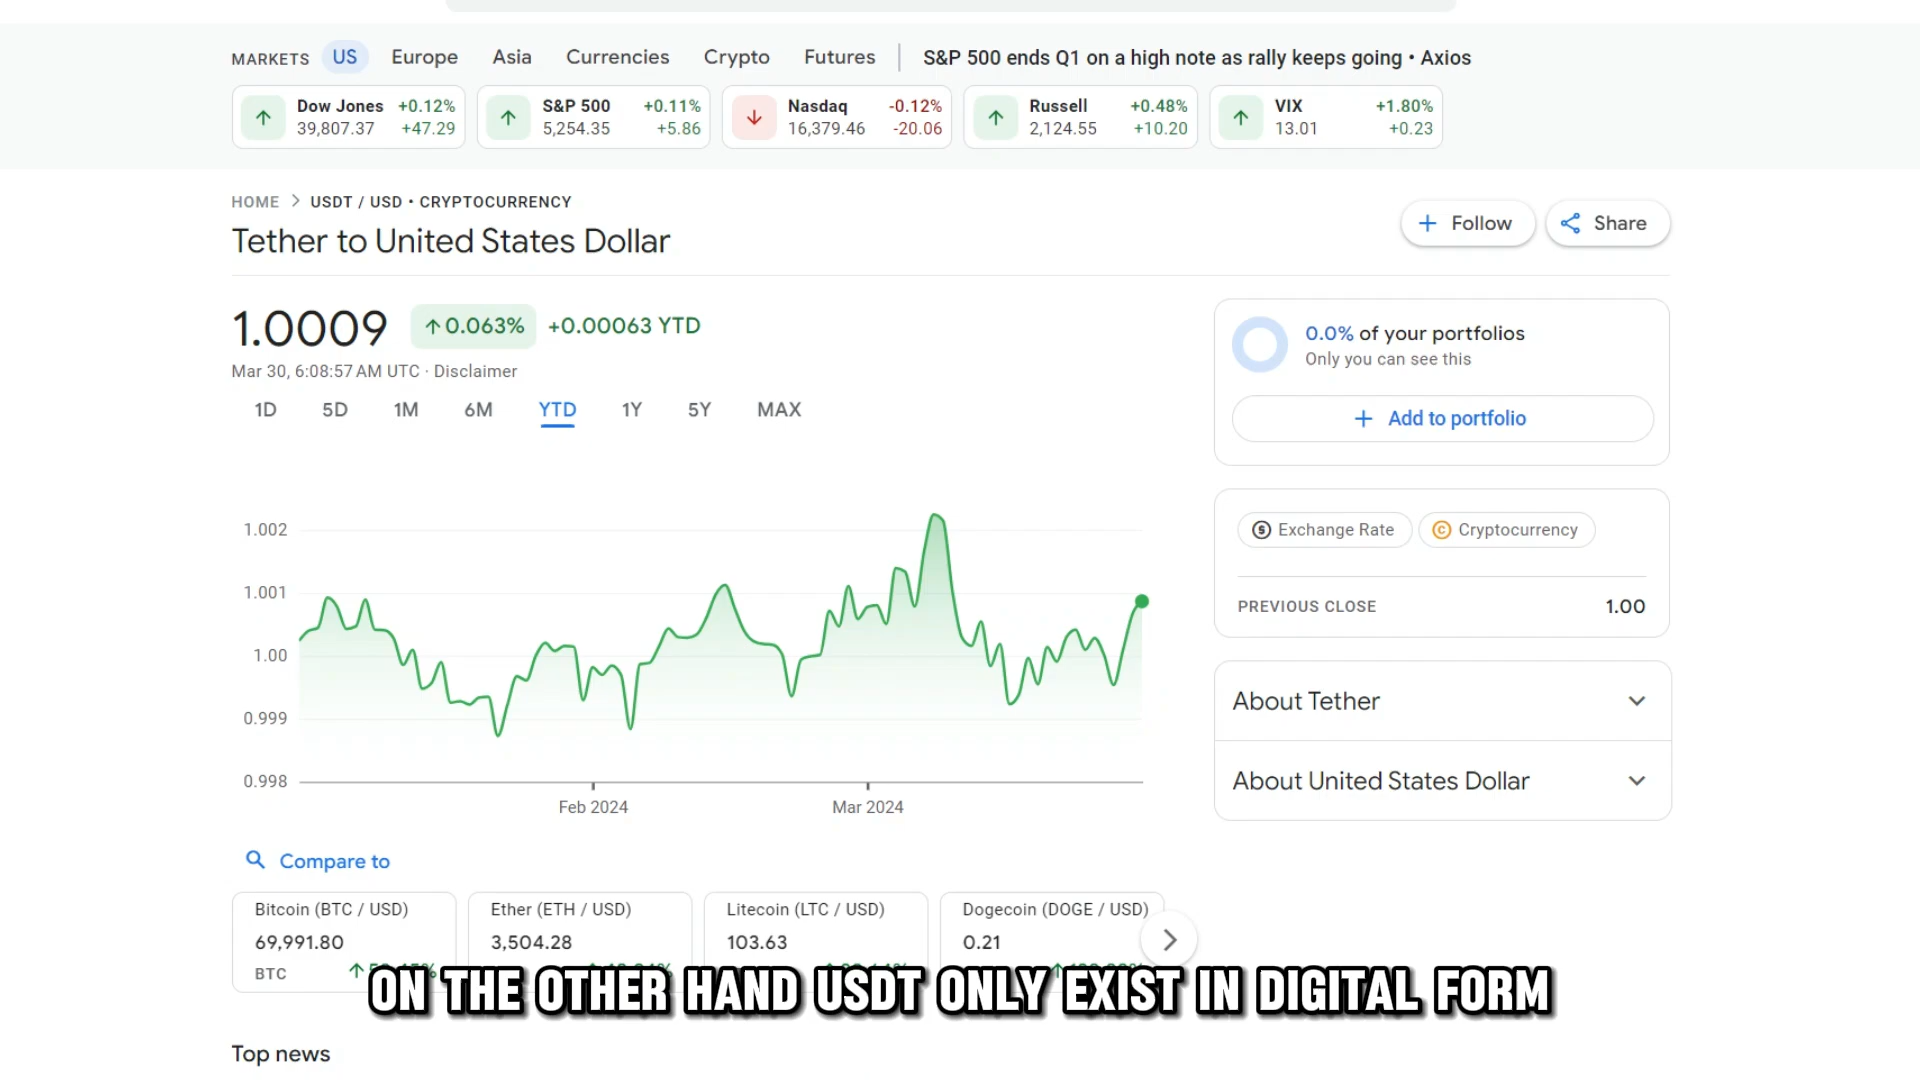 MARKETS US Europe Asia Currencies Crypto Futures S&P 500 ends Q1 on a high note as rally keeps going • Axios
Dow Jones +0.12%
39,807.37 +47.29
S&P 500 +0.11%
5,254.35 +5.86
Nasdaq -0.12%
16,379.46 -20.06
Russell +0.48%
2,124.55 +10.20
VIX +1.80%
13.01 +0.23
HOME > USDT / USD • CRYPTOCURRENCY
Tether to United States Dollar
Follow
Share
1.0009 ↑0.063% +0.00063 YTD
Mar 30, 6:08:57 AM UTC · Disclaimer
1D 5D 1M 6M YTD 1Y 5Y MAX
1.002
1.001
1.00
0.999
0.998
Feb 2024 Mar 2024
0.0% of your portfolios
Only you can see this
+ Add to portfolio
Exchange Rate
Cryptocurrency
PREVIOUS CLOSE 1.00
About Tether
About United States Dollar
Compare to
Bitcoin (BTC / USD)
69,991.80
BTC
Ether (ETH / USD)
3,504.28
Litecoin (LTC / USD)
103.63
Dogecoin (DOGE / USD)
0.21
ON THE OTHER HAND USDT ONLY EXIST IN DIGITAL FORM
Top news